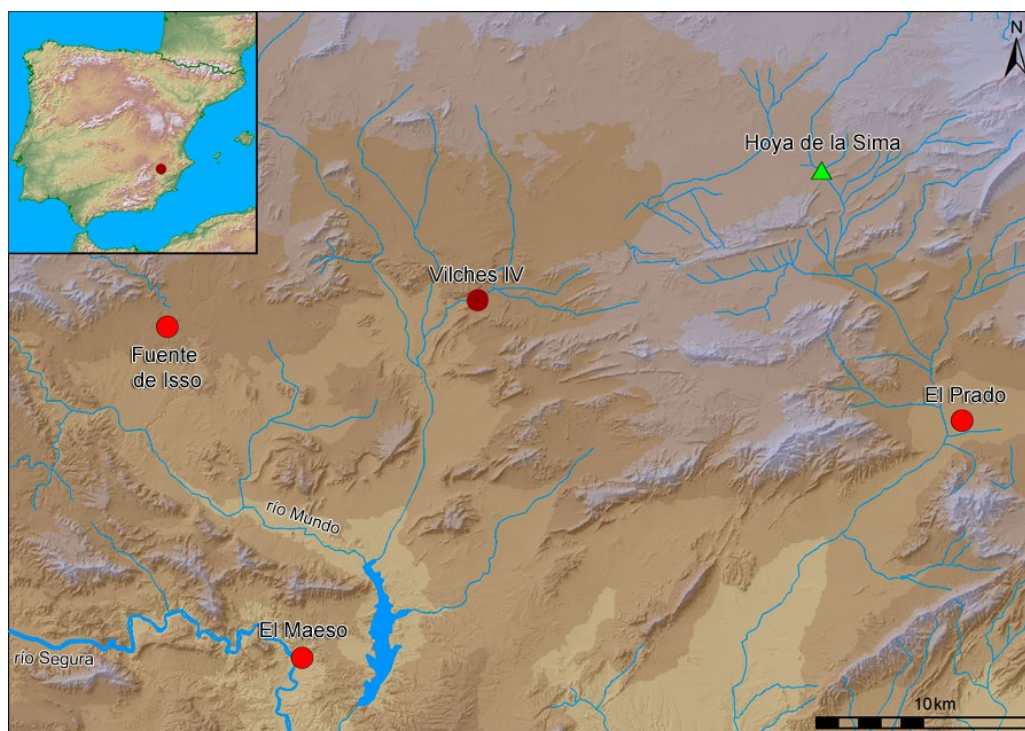 N
Hoya de la Sima
Vilches IV
Fuente
de Isso
El Prado
río Mundo
El Maeso
río Segura
10km